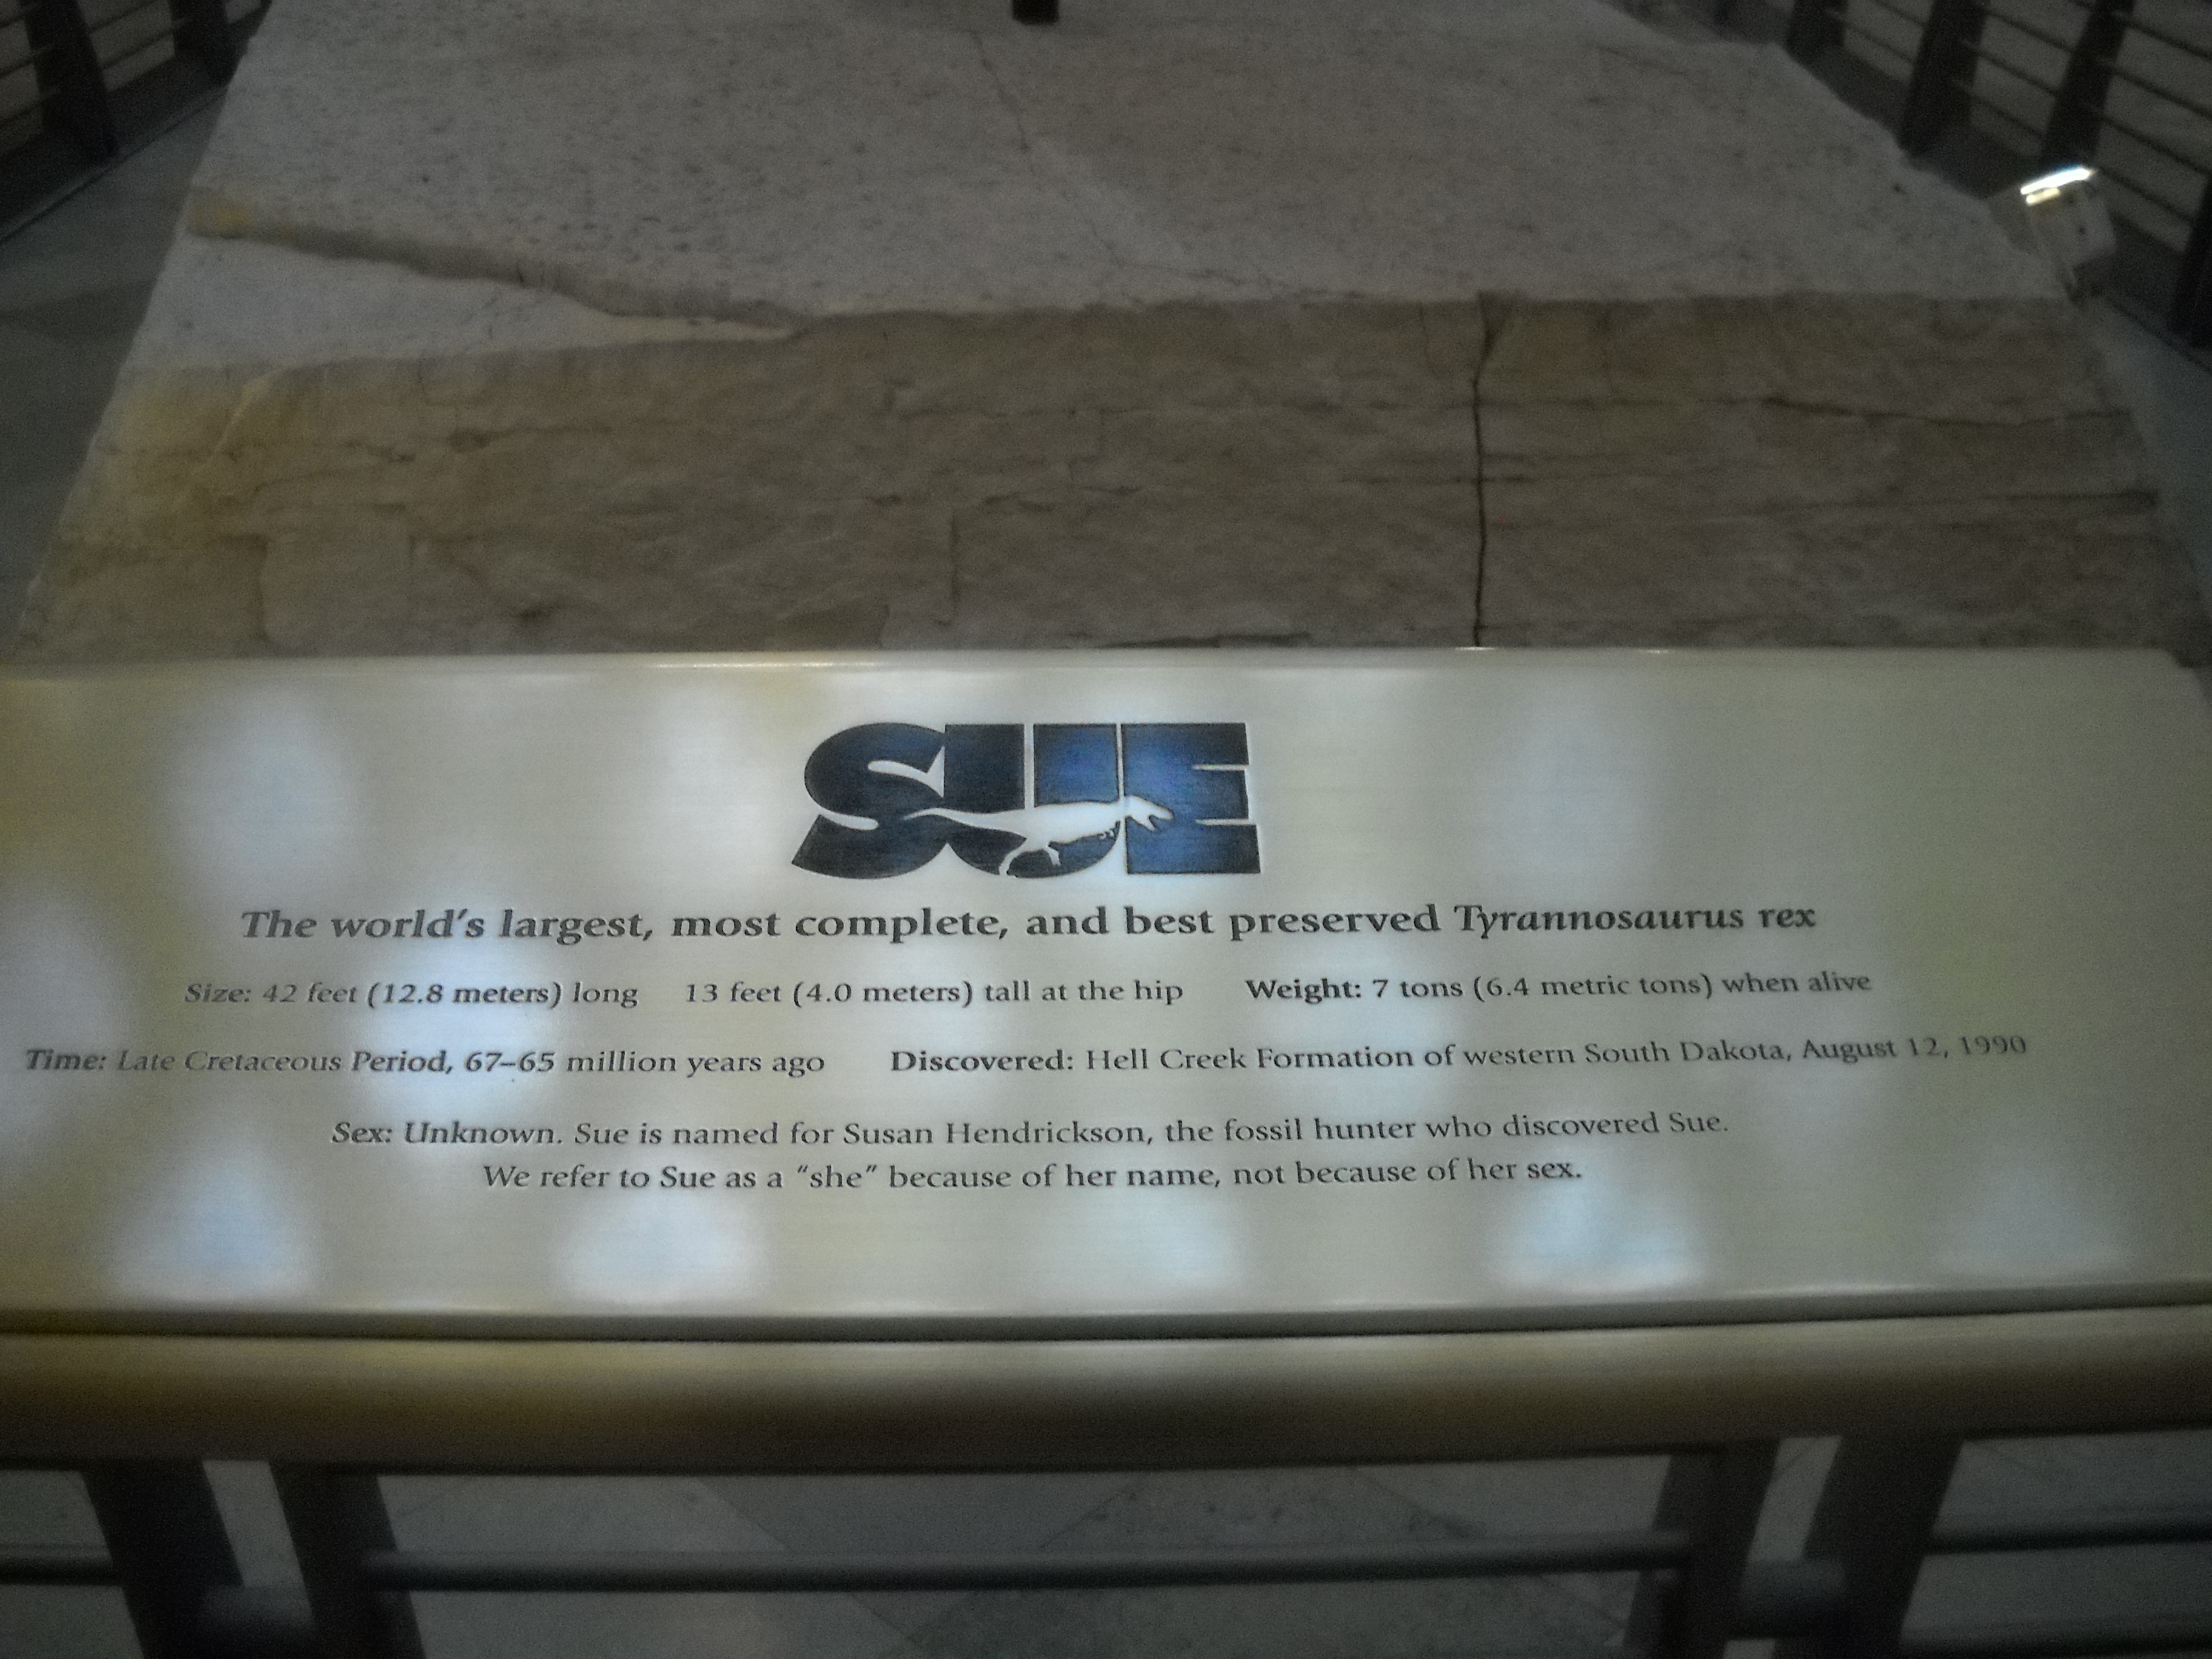 SUE
The world's largest, most complete, and best preserved Tyrannosaurus rex
Size: 42 feet (12.8 meters) long 13 feet (4.0 meters) tall at the hip Weight: 7 tons (6.4 metric tons) when alive
Time: Late Cretaceous Period, 67–65 million years ago Discovered: Hell Creek Formation of western South Dakota, August 12, 1990
Sex: Unknown. Sue is named for Susan Hendrickson, the fossil hunter who discovered Sue.
We refer to Sue as a “she” because of her name, not because of her sex.